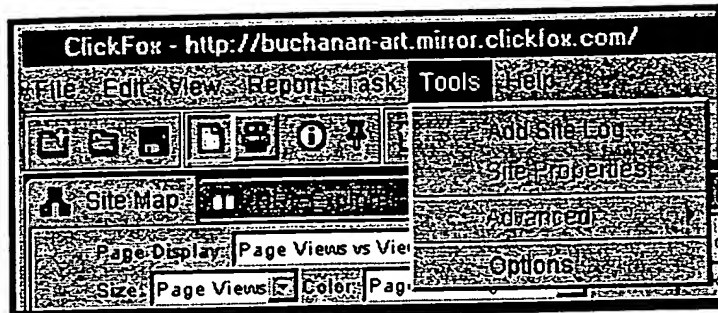 ClickFox - http://buchanan-art.mirror.clickfox.com/
File Edit View Report Task Tools Help
Add Site Log
Site Properties
Site Map
Advanced
Page Display: Page Views vs Vie
Options
Size: Page Views Color: Pag